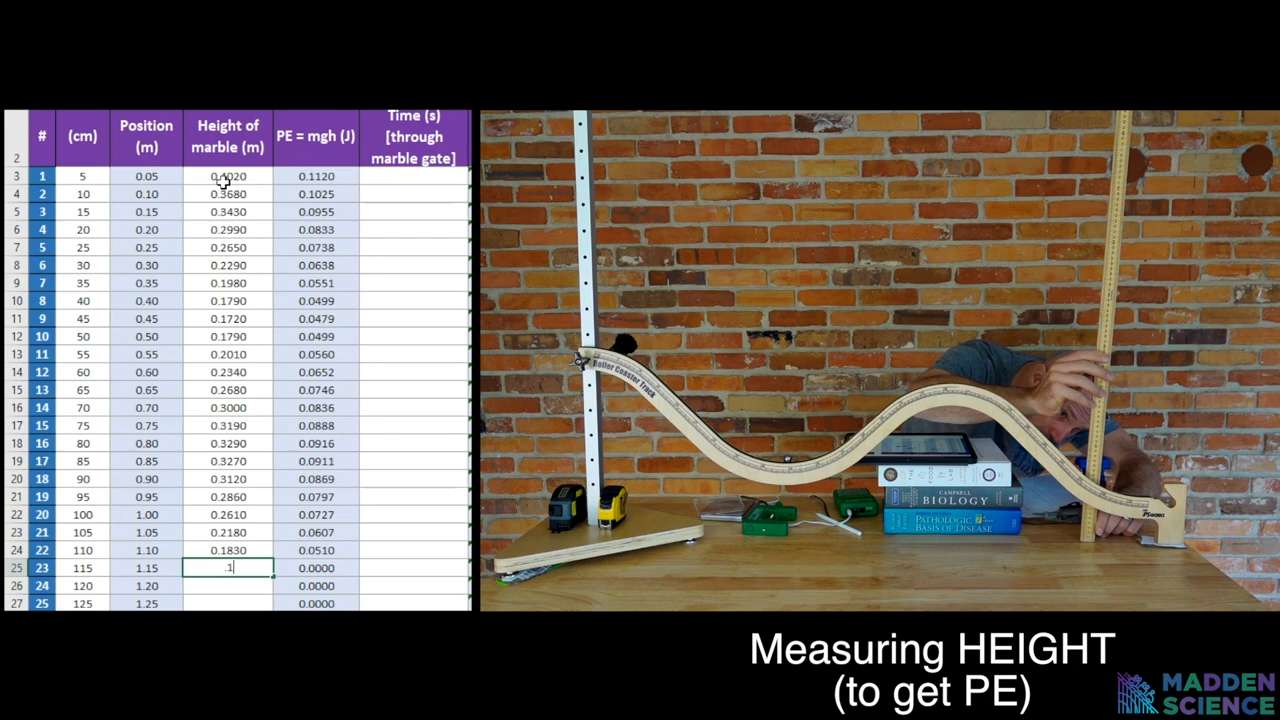 2 # (cm) Position (m) Height of marble (m) PE = mgh (J) Time (s) [through marble gate]
3 1 5 0.05 0.4020 0.1120
4 2 10 0.10 0.3680 0.1025
5 3 15 0.15 0.3430 0.0955
6 4 20 0.20 0.2990 0.0833
7 5 25 0.25 0.2650 0.0738
8 6 30 0.30 0.2290 0.0638
9 7 35 0.35 0.1980 0.0551
10 8 40 0.40 0.1790 0.0499
11 9 45 0.45 0.1720 0.0479
12 10 50 0.50 0.1790 0.0499
13 11 55 0.55 0.2010 0.0560
14 12 60 0.60 0.2340 0.0652
15 13 65 0.65 0.2680 0.0746
16 14 70 0.70 0.3000 0.0836
17 15 75 0.75 0.3190 0.0888
18 16 80 0.80 0.3290 0.0916
19 17 85 0.85 0.3270 0.0911
20 18 90 0.90 0.3120 0.0869
21 19 95 0.95 0.2860 0.0797
22 20 100 1.00 0.2610 0.0727
23 21 105 1.05 0.2180 0.0607
24 22 110 1.10 0.1830 0.0510
25 23 115 1.15 .1 0.0000
26 24 120 1.20 0.0000
27 25 125 1.25 0.0000
Roller Coaster Track
CAMPBELL
BIOLOGY
PATHOLOGIC
BASIS OF DISEASE
Measuring HEIGHT
(to get PE)
MADDEN
SCIENCE